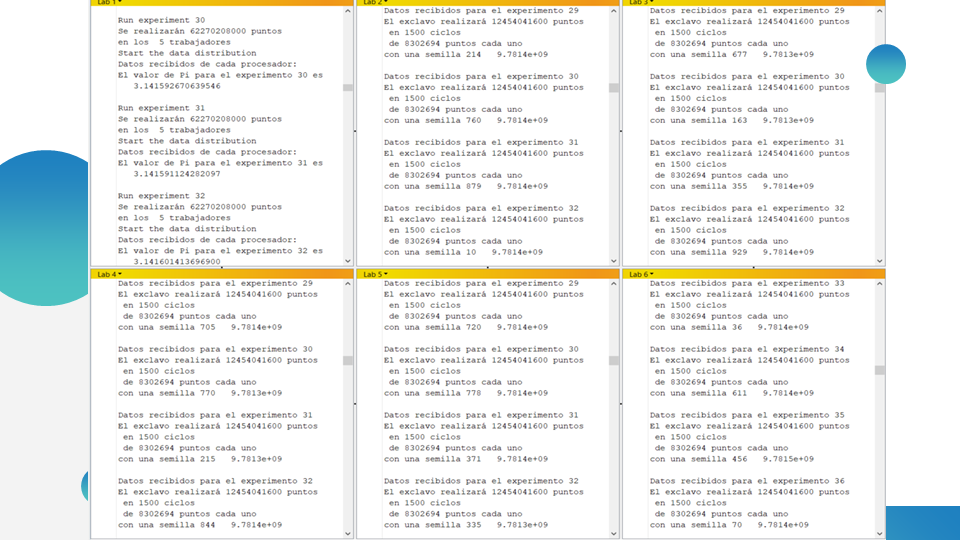 Lab 1
Run experiment 30
Se realizarán 62270208000 puntos
en los 5 trabajadores
Start the data distribution
Datos recibidos de cada procesador:
El valor de Pi para el experimento 30 es
3.141592670639546
Run experiment 31
Se realizarán 62270208000 puntos
en los 5 trabajadores
Start the data distribution
Datos recibidos de cada procesador:
El valor de Pi para el experimento 31 es
3.141591124282097
Run experiment 32
Se realizarán 62270208000 puntos
en los 5 trabajadores
Start the data distribution
Datos recibidos de cada procesador:
El valor de Pi para el experimento 32 es
3.141601413696900
Lab 2
Datos recibidos para el experimento 29
El exclavo realizará 12454041600 puntos
en 1500 ciclos
de 8302694 puntos cada uno
con una semilla 214 9.7814e+09
Datos recibidos para el experimento 30
El exclavo realizará 12454041600 puntos
en 1500 ciclos
de 8302694 puntos cada uno
con una semilla 760 9.7814e+09
Datos recibidos para el experimento 31
El exclavo realizará 12454041600 puntos
en 1500 ciclos
de 8302694 puntos cada uno
con una semilla 879 9.7814e+09
Datos recibidos para el experimento 32
El exclavo realizará 12454041600 puntos
en 1500 ciclos
de 8302694 puntos cada uno
con una semilla 10 9.7814e+09
Lab 3
Datos recibidos para el experimento 29
El exclavo realizará 12454041600 puntos
en 1500 ciclos
de 8302694 puntos cada uno
con una semilla 677 9.7813e+09
Datos recibidos para el experimento 30
El exclavo realizará 12454041600 puntos
en 1500 ciclos
de 8302694 puntos cada uno
con una semilla 163 9.7813e+09
Datos recibidos para el experimento 31
El exclavo realizará 12454041600 puntos
en 1500 ciclos
de 8302694 puntos cada uno
con una semilla 355 9.7814e+09
Datos recibidos para el experimento 32
El exclavo realizará 12454041600 puntos
en 1500 ciclos
de 8302694 puntos cada uno
con una semilla 929 9.7814e+09
Lab 4
Datos recibidos para el experimento 29
El exclavo realizará 12454041600 puntos
en 1500 ciclos
de 8302694 puntos cada uno
con una semilla 705 9.7814e+09
Datos recibidos para el experimento 30
El exclavo realizará 12454041600 puntos
en 1500 ciclos
de 8302694 puntos cada uno
con una semilla 770 9.7814e+09
Datos recibidos para el experimento 31
El exclavo realizará 12454041600 puntos
en 1500 ciclos
de 8302694 puntos cada uno
con una semilla 215 9.7813e+09
Datos recibidos para el experimento 32
El exclavo realizará 12454041600 puntos
en 1500 ciclos
de 8302694 puntos cada uno
con una semilla 844 9.7814e+09
Lab 5
Datos recibidos para el experimento 29
El exclavo realizará 12454041600 puntos
en 1500 ciclos
de 8302694 puntos cada uno
con una semilla 720 9.7814e+09
Datos recibidos para el experimento 30
El exclavo realizará 12454041600 puntos
en 1500 ciclos
de 8302694 puntos cada uno
con una semilla 778 9.7814e+09
Datos recibidos para el experimento 31
El exclavo realizará 12454041600 puntos
en 1500 ciclos
de 8302694 puntos cada uno
con una semilla 371 9.7814e+09
Datos recibidos para el experimento 32
El exclavo realizará 12454041600 puntos
en 1500 ciclos
de 8302694 puntos cada uno
con una semilla 335 9.7813e+09
Lab 6
Datos recibidos para el experimento 33
El exclavo realizará 12454041600 puntos
en 1500 ciclos
de 8302694 puntos cada uno
con una semilla 36 9.7814e+09
Datos recibidos para el experimento 34
El exclavo realizará 12454041600 puntos
en 1500 ciclos
de 8302694 puntos cada uno
con una semilla 611 9.7814e+09
Datos recibidos para el experimento 35
El exclavo realizará 12454041600 puntos
en 1500 ciclos
de 8302694 puntos cada uno
con una semilla 456 9.7815e+09
Datos recibidos para el experimento 36
El exclavo realizará 12454041600 puntos
en 1500 ciclos
de 8302694 puntos cada uno
con una semilla 70 9.7814e+09